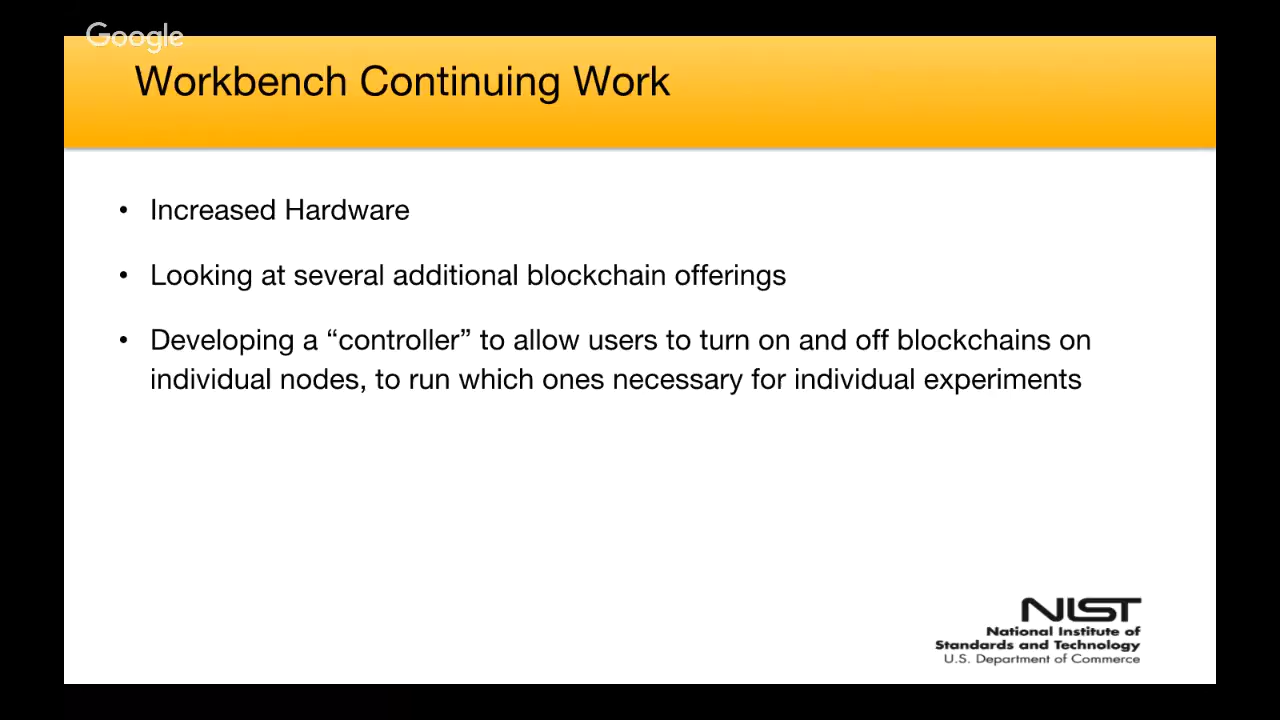 Google
Workbench Continuing Work
• Increased Hardware
• Looking at several additional blockchain offerings
• Developing a “controller” to allow users to turn on and off blockchains on
individual nodes, to run which ones necessary for individual experiments
NIST
National Institute of
Standards and Technology
U.S. Department of Commerce